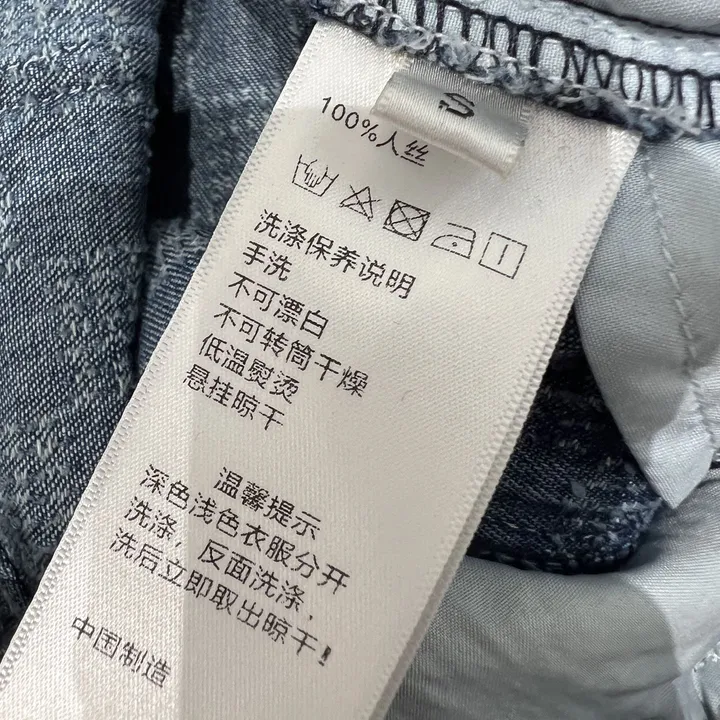 S
100%人丝
洗涤保养说明
手洗
不可漂白
不可转筒干燥
低温熨烫
悬挂晾干
温馨提示
深色浅色衣服分开
洗涤，反面洗涤，
洗后立即取出晾干！
中国制造